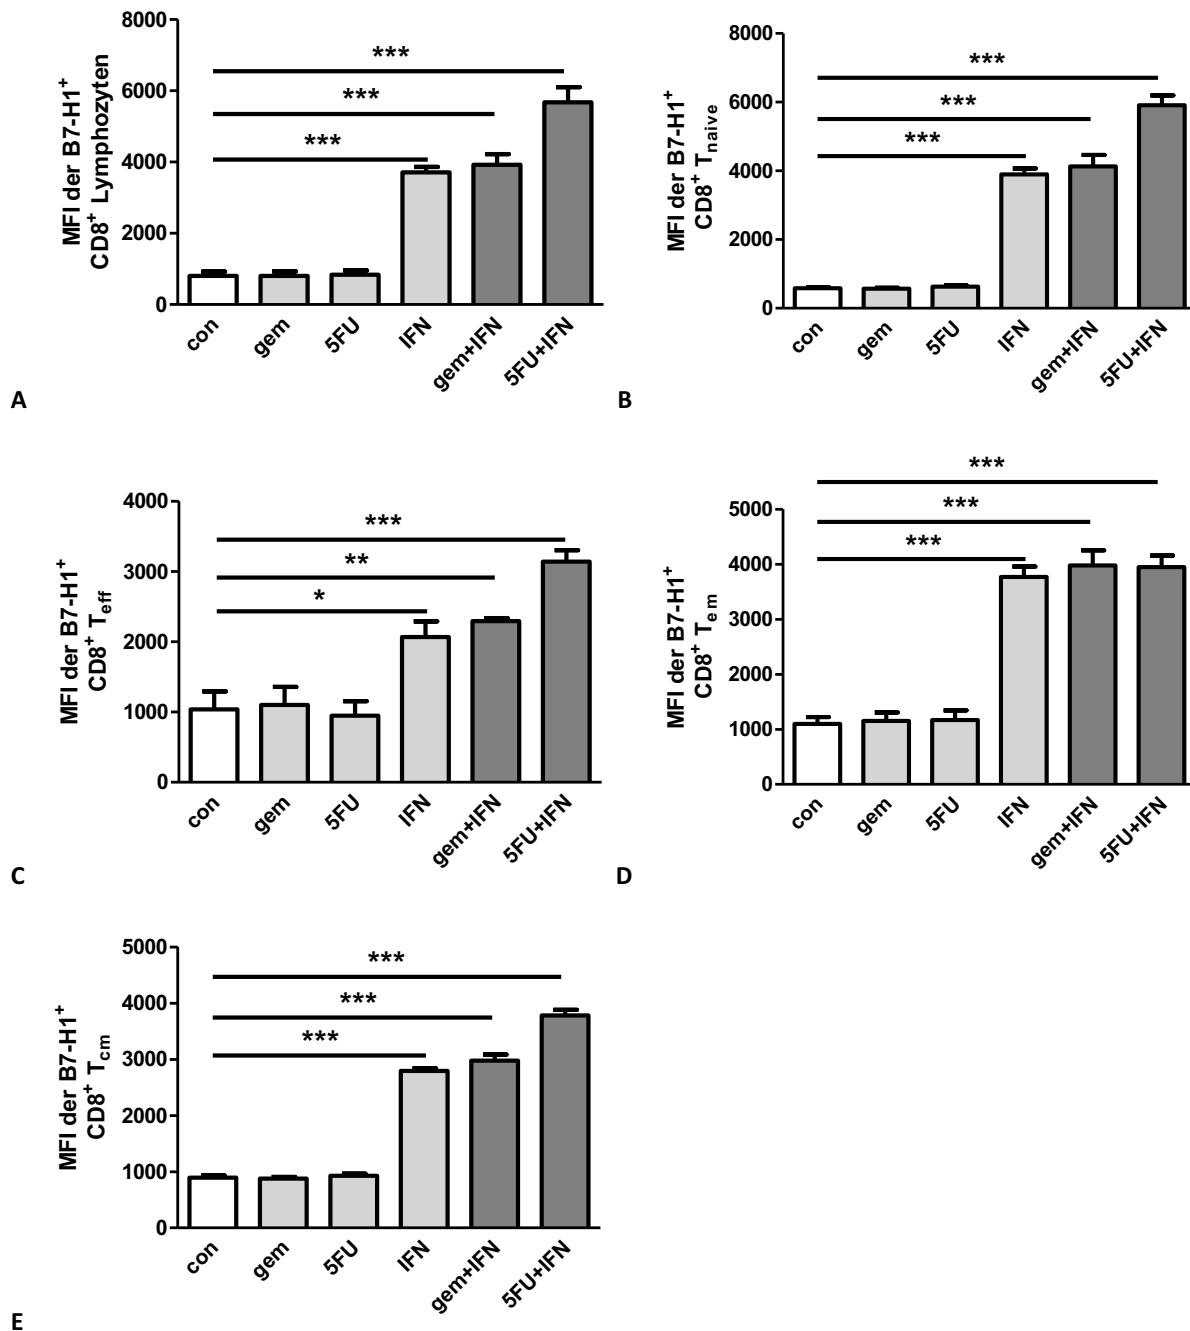 MFI der B7-H1+
CD8+ Lymphozyten
8000
6000
4000
2000
0
***
***
***
con
gem
5FU
IFN
gem+IFN
5FU+IFN
A
MFI der B7-H1+
CD8+ Tnaive
8000
6000
4000
2000
0
***
***
***
con
gem
5FU
IFN
gem+IFN
5FU+IFN
B
MFI der B7-H1+
CD8+ Teff
4000
3000
2000
1000
0
***
**
*
con
gem
5FU
IFN
gem+IFN
5FU+IFN
C
MFI der B7-H1+
CD8+ Tem
5000
4000
3000
2000
1000
0
***
***
***
con
gem
5FU
IFN
gem+IFN
5FU+IFN
D
MFI der B7-H1+
CD8+ Tcm
5000
4000
3000
2000
1000
0
***
***
***
con
gem
5FU
IFN
gem+IFN
5FU+IFN
E